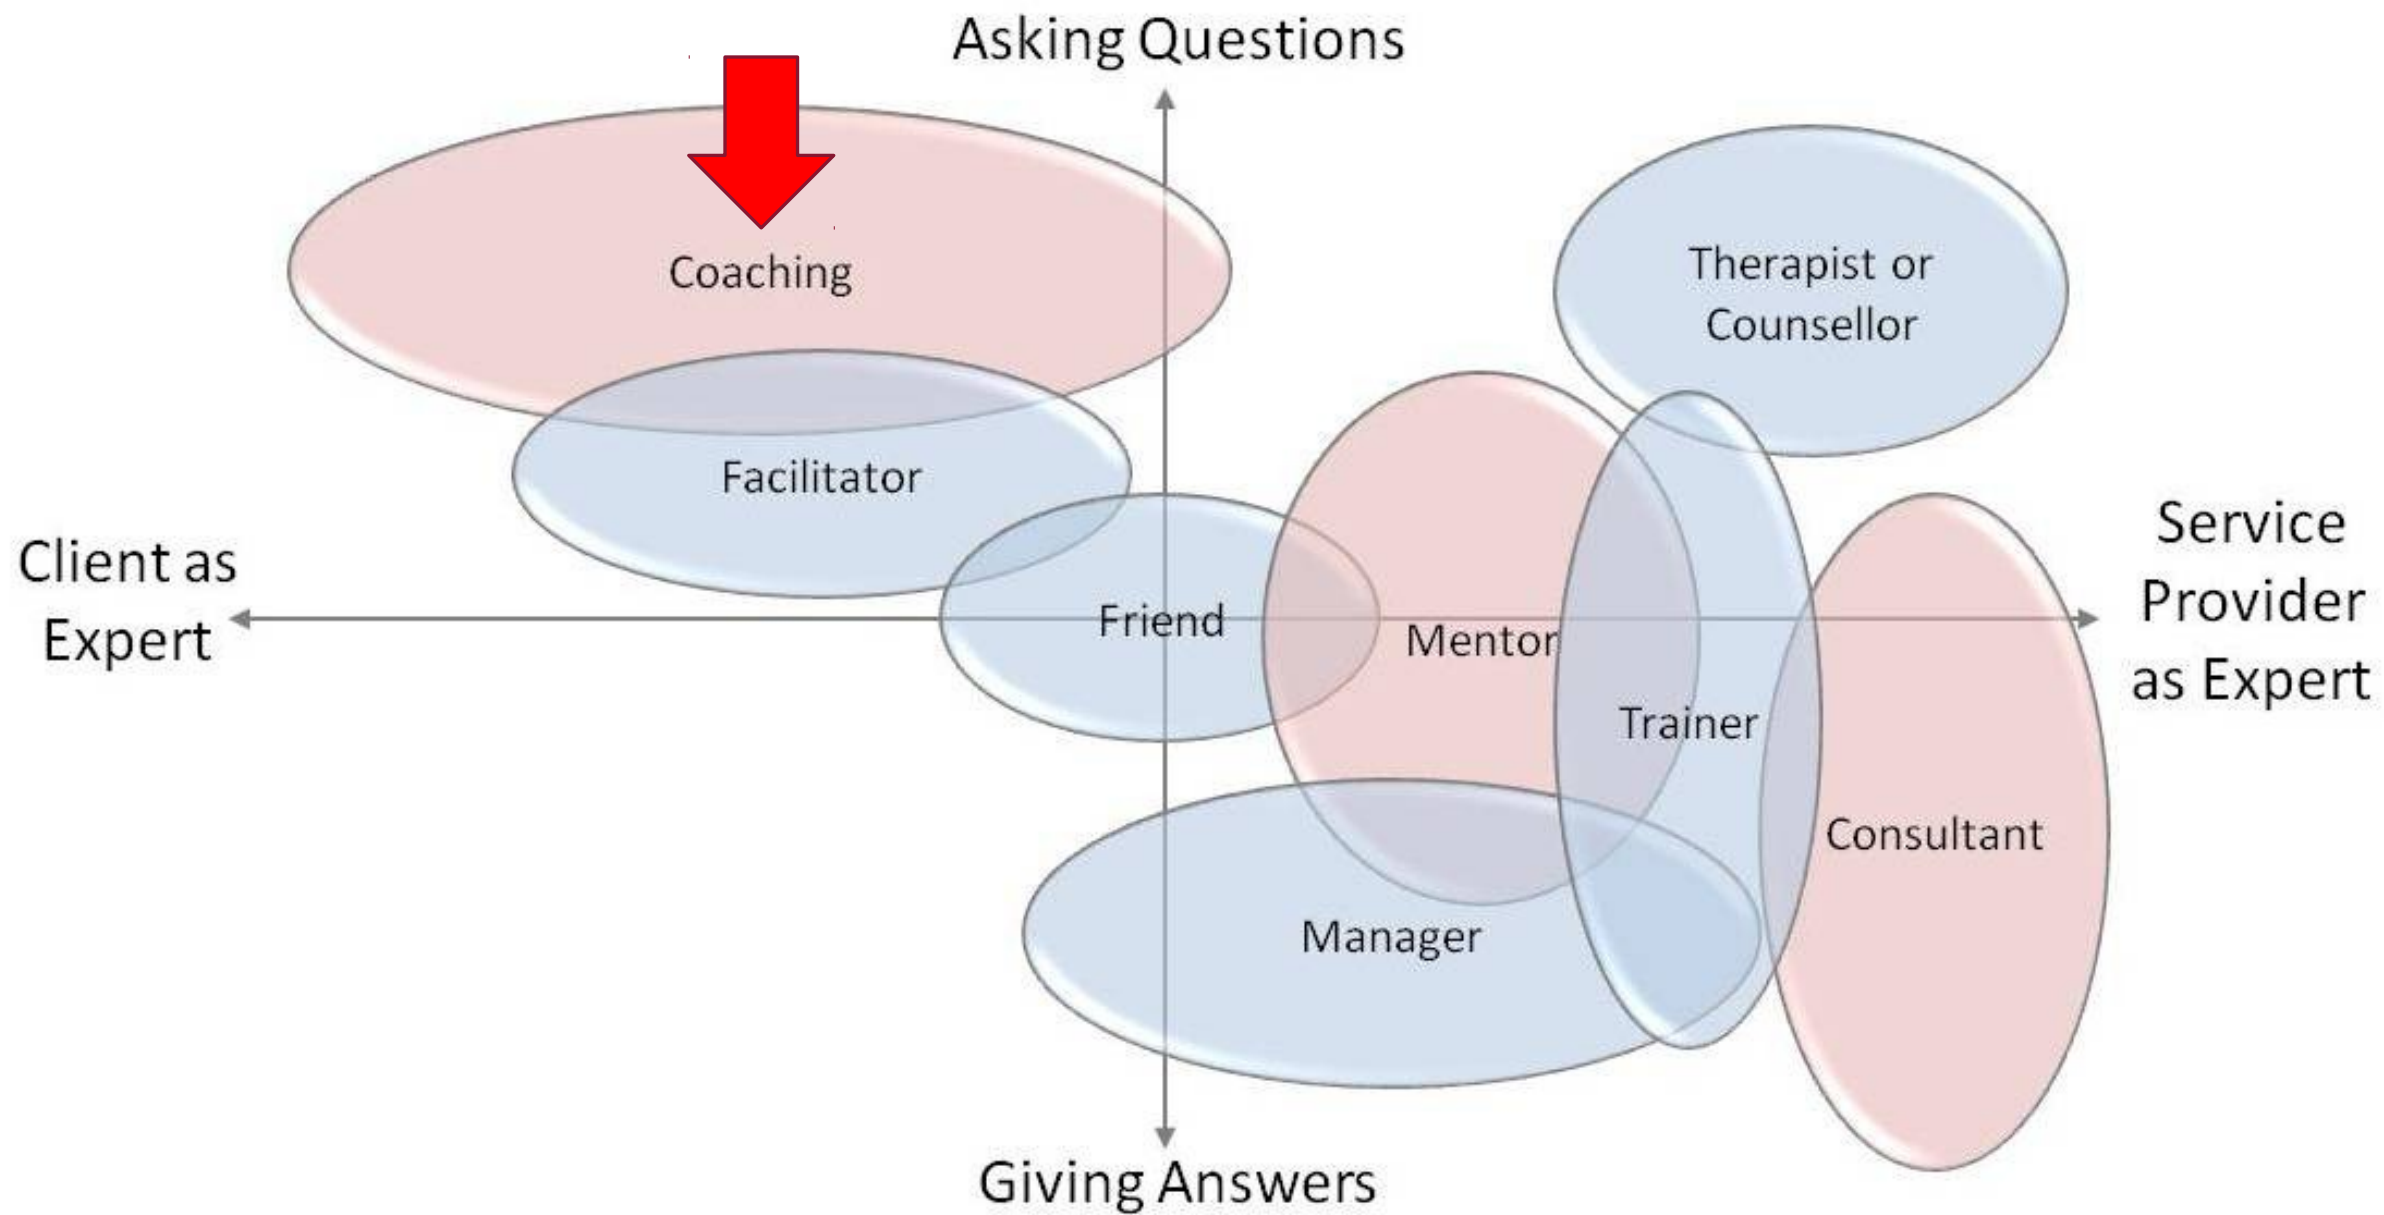 Asking Questions
Coaching
Therapist or
Counsellor
Facilitator
Client as
Expert
Friend
Mentor
Service
Provider
as Expert
Trainer
Consultant
Manager
Giving Answers